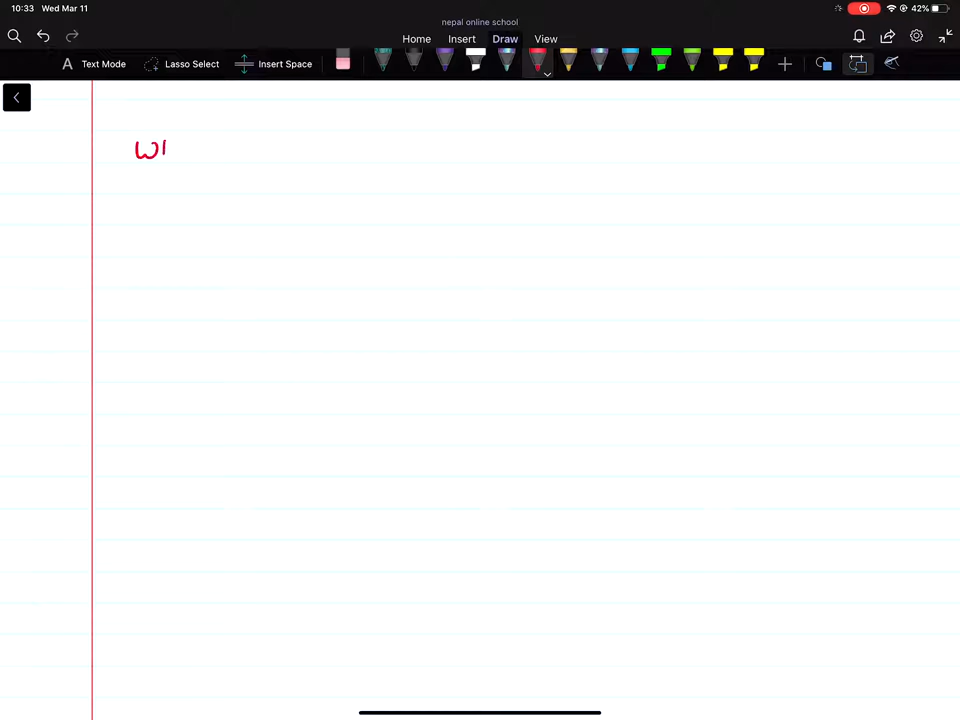 10:33 Wed Mar 11
42%
nepal online school
Home Insert Draw View
A Text Mode Lasso Select Insert Space